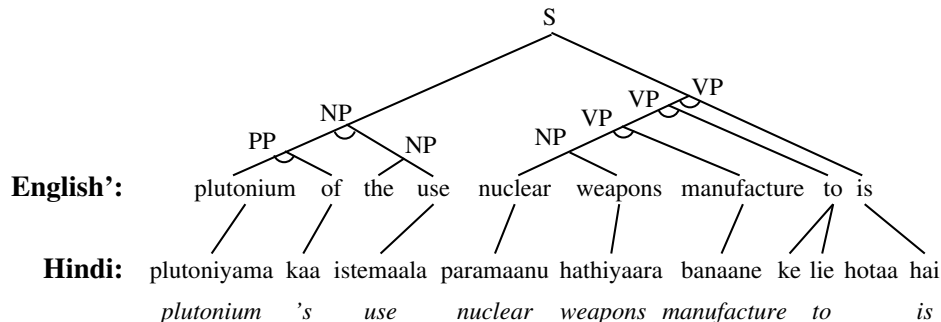 S
VP
VP
NP
VP
PP
NP
NP
English’: plutonium of the use nuclear weapons manufacture to is
Hindi: plutoniyama kaa istemaala paramaanu hathiyaara banaane ke lie hotaa hai
plutonium ’s use nuclear weapons manufacture to is